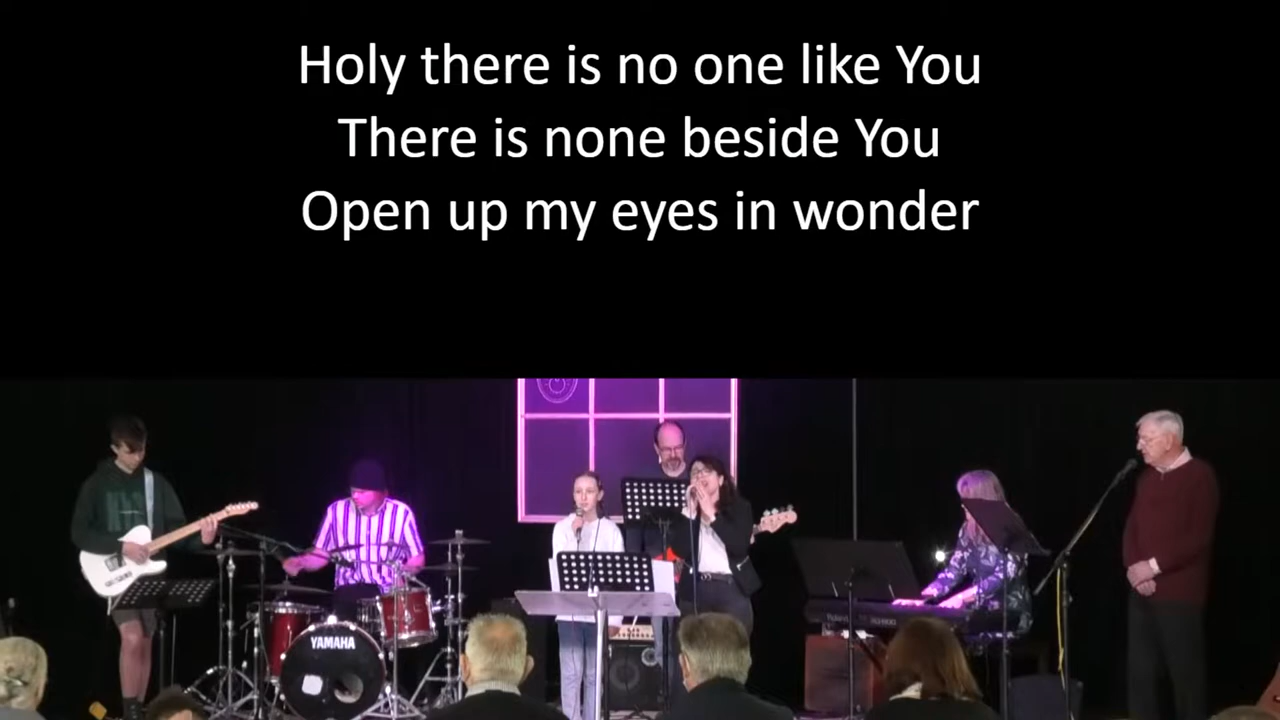 Holy there is no one like You
There is none beside You
Open up my eyes in wonder
YAMAHA